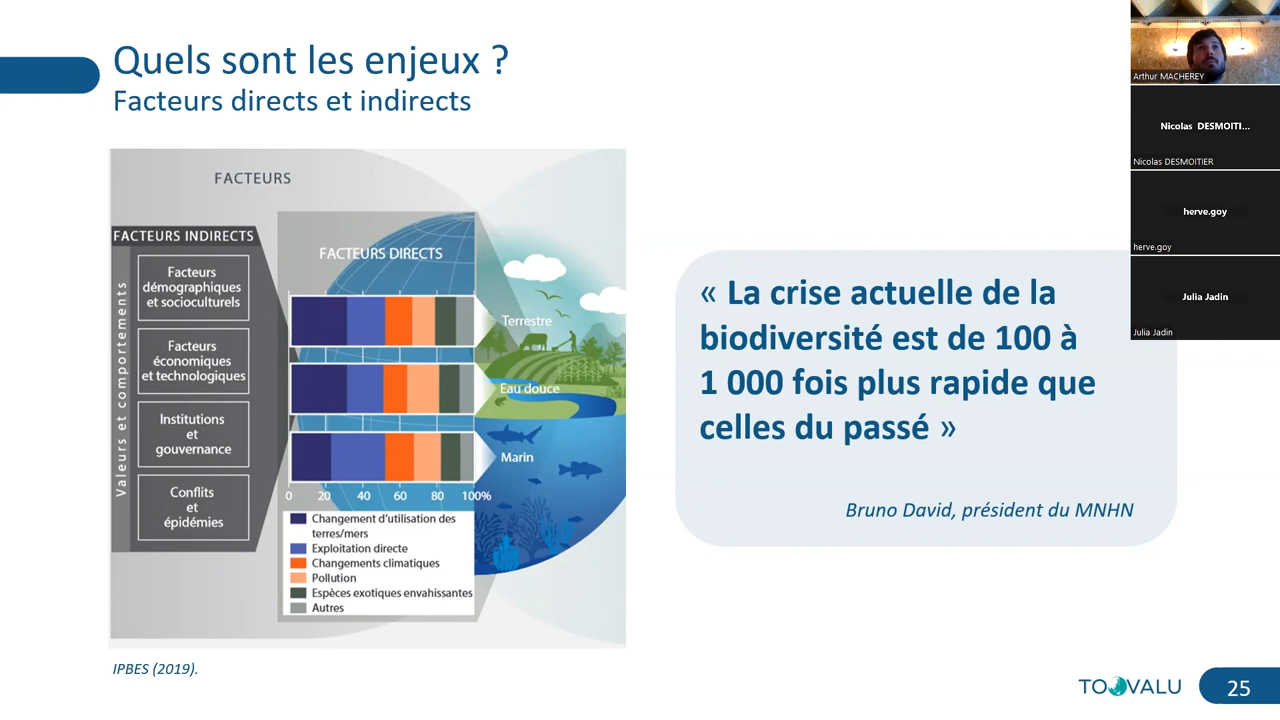 Quels sont les enjeux ?
Facteurs directs et indirects
FACTEURS
FACTEURS INDIRECTS
Valeurs et comportements
Facteurs
démographiques
et socioculturels
Facteurs
économiques
et technologiques
Institutions
et
gouvernance
Conflits
et
épidémies
FACTEURS DIRECTS
Terrestre
Eau douce
Marin
0 20 40 60 80 100%
Changement d'utilisation des
terres/mers
Exploitation directe
Changements climatiques
Pollution
Espèces exotiques envahissantes
Autres
IPBES (2019).
« La crise actuelle de la
biodiversité est de 100 à
1 000 fois plus rapide que
celles du passé »
Bruno David, président du MNHN
Arthur MACHEREY
Nicolas DESMOITI...
Nicolas DESMOITIER
herve.goy
herve.goy
Julia Jadin
Julia Jadin
TOOVALU
25